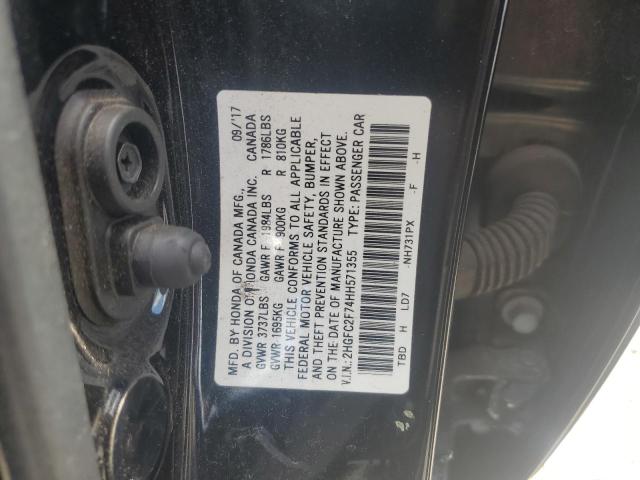 MFD. BY HONDA OF CANADA MFG., 09/'17
A DIVISION OF HONDA CANADA INC. CANADA
GVWR 3737LBS GAWR F 1984LBS R 1786LBS
GVWR 1695KG GAWR F 900KG R 810KG
THIS VEHICLE CONFORMS TO ALL APPLICABLE
FEDERAL MOTOR VEHICLE SAFETY, BUMPER,
AND THEFT PREVENTION STANDARDS IN EFFECT
ON THE DATE OF MANUFACTURE SHOWN ABOVE.
V.I.N.: 2HGFC2F74HH571355 TYPE: PASSENGER CAR
NH731PX -F -H
TBD H LD7